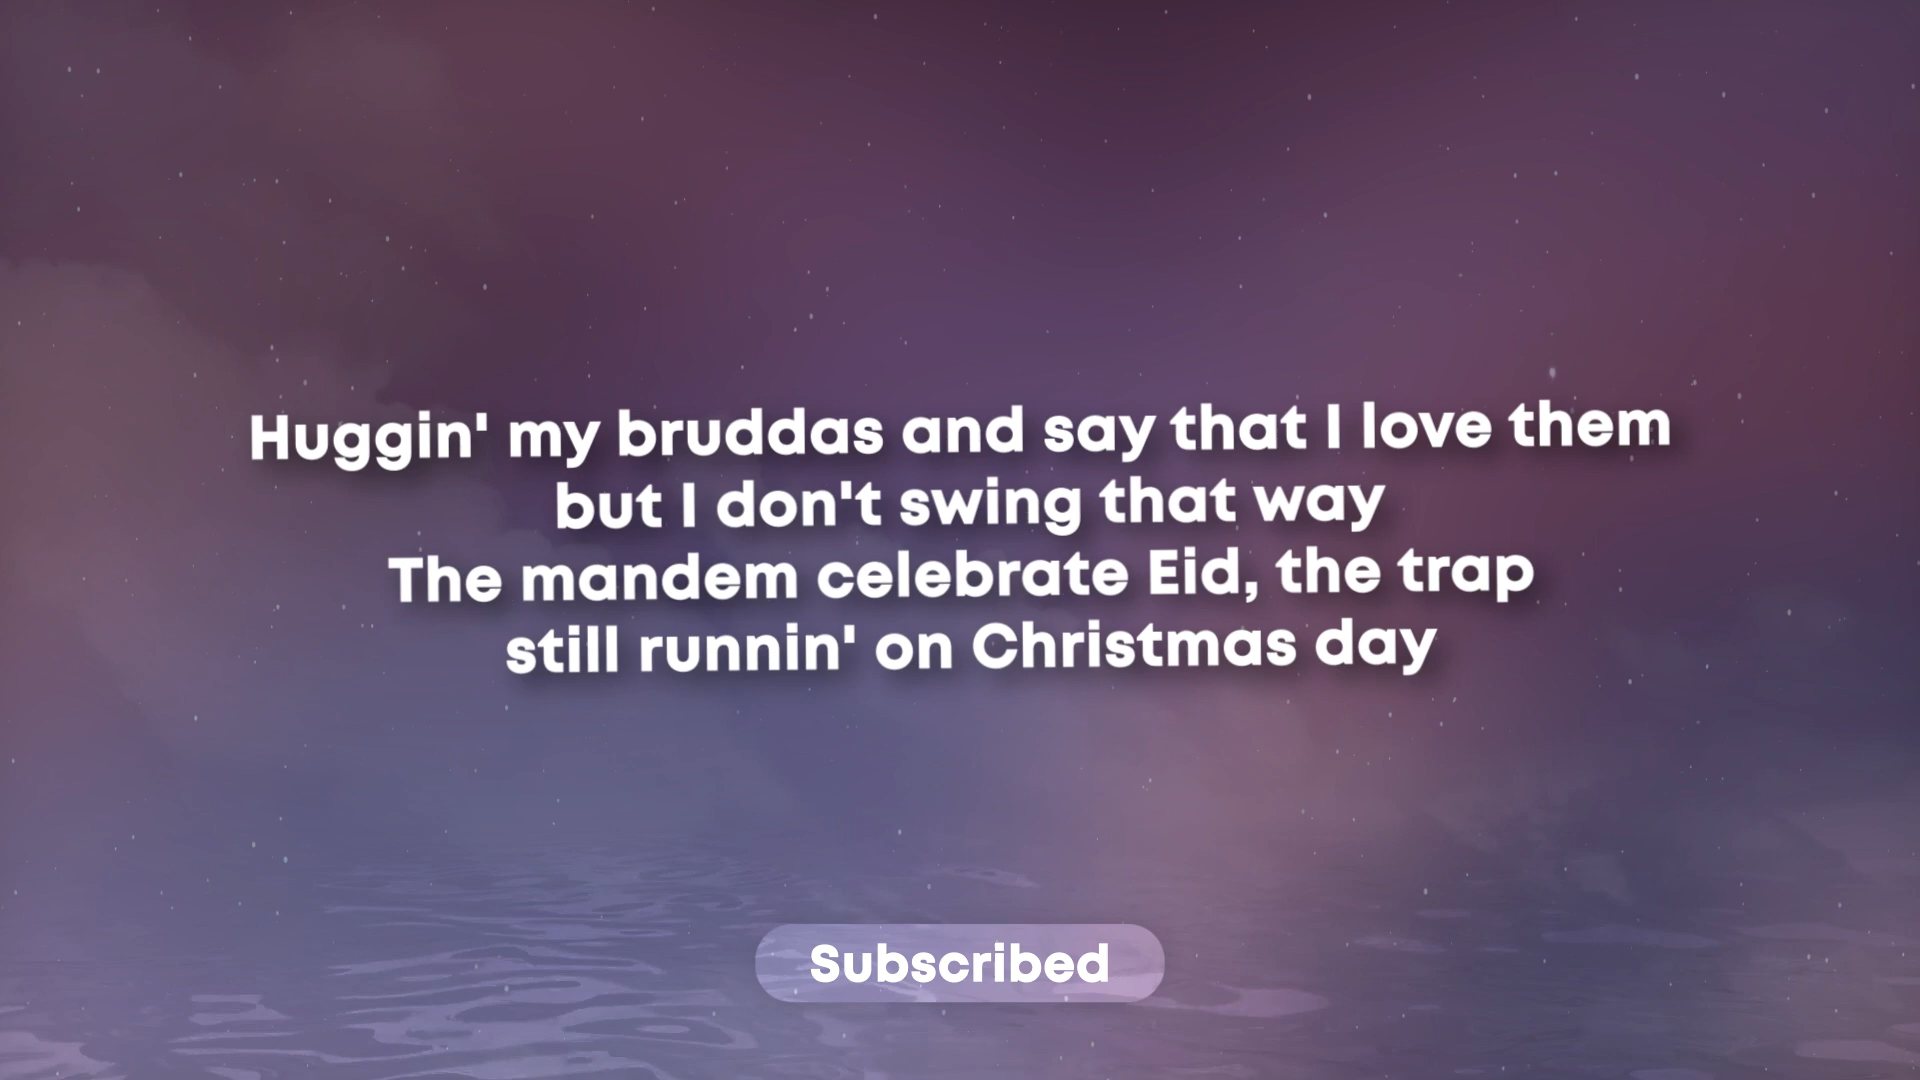 Huggin' my bruddas and say that I love them
but I don't swing that way
The mandem celebrate Eid, the trap
still runnin' on Christmas day
Subscribed